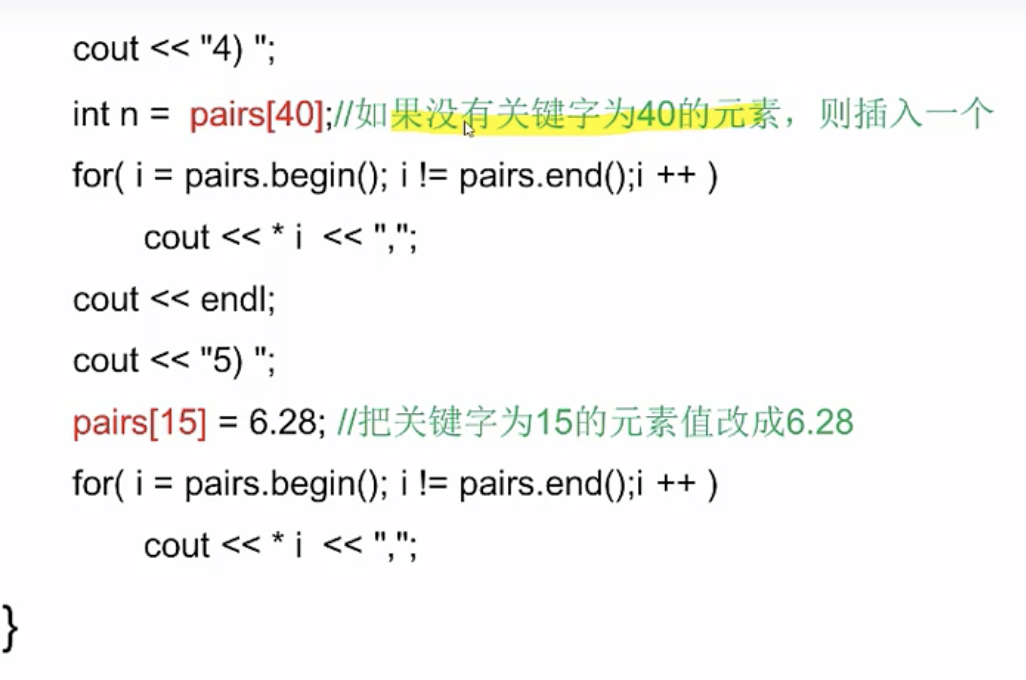 cout << "4) ";
int n = pairs[40];//如果没有关键字为40的元素，则插入一个
for( i = pairs.begin(); i != pairs.end();i ++ )
cout << * i << ",";
cout << endl;
cout << "5) ";
pairs[15] = 6.28; //把关键字为15的元素值改成6.28
for( i = pairs.begin(); i != pairs.end();i ++ )
cout << * i << ",";
}